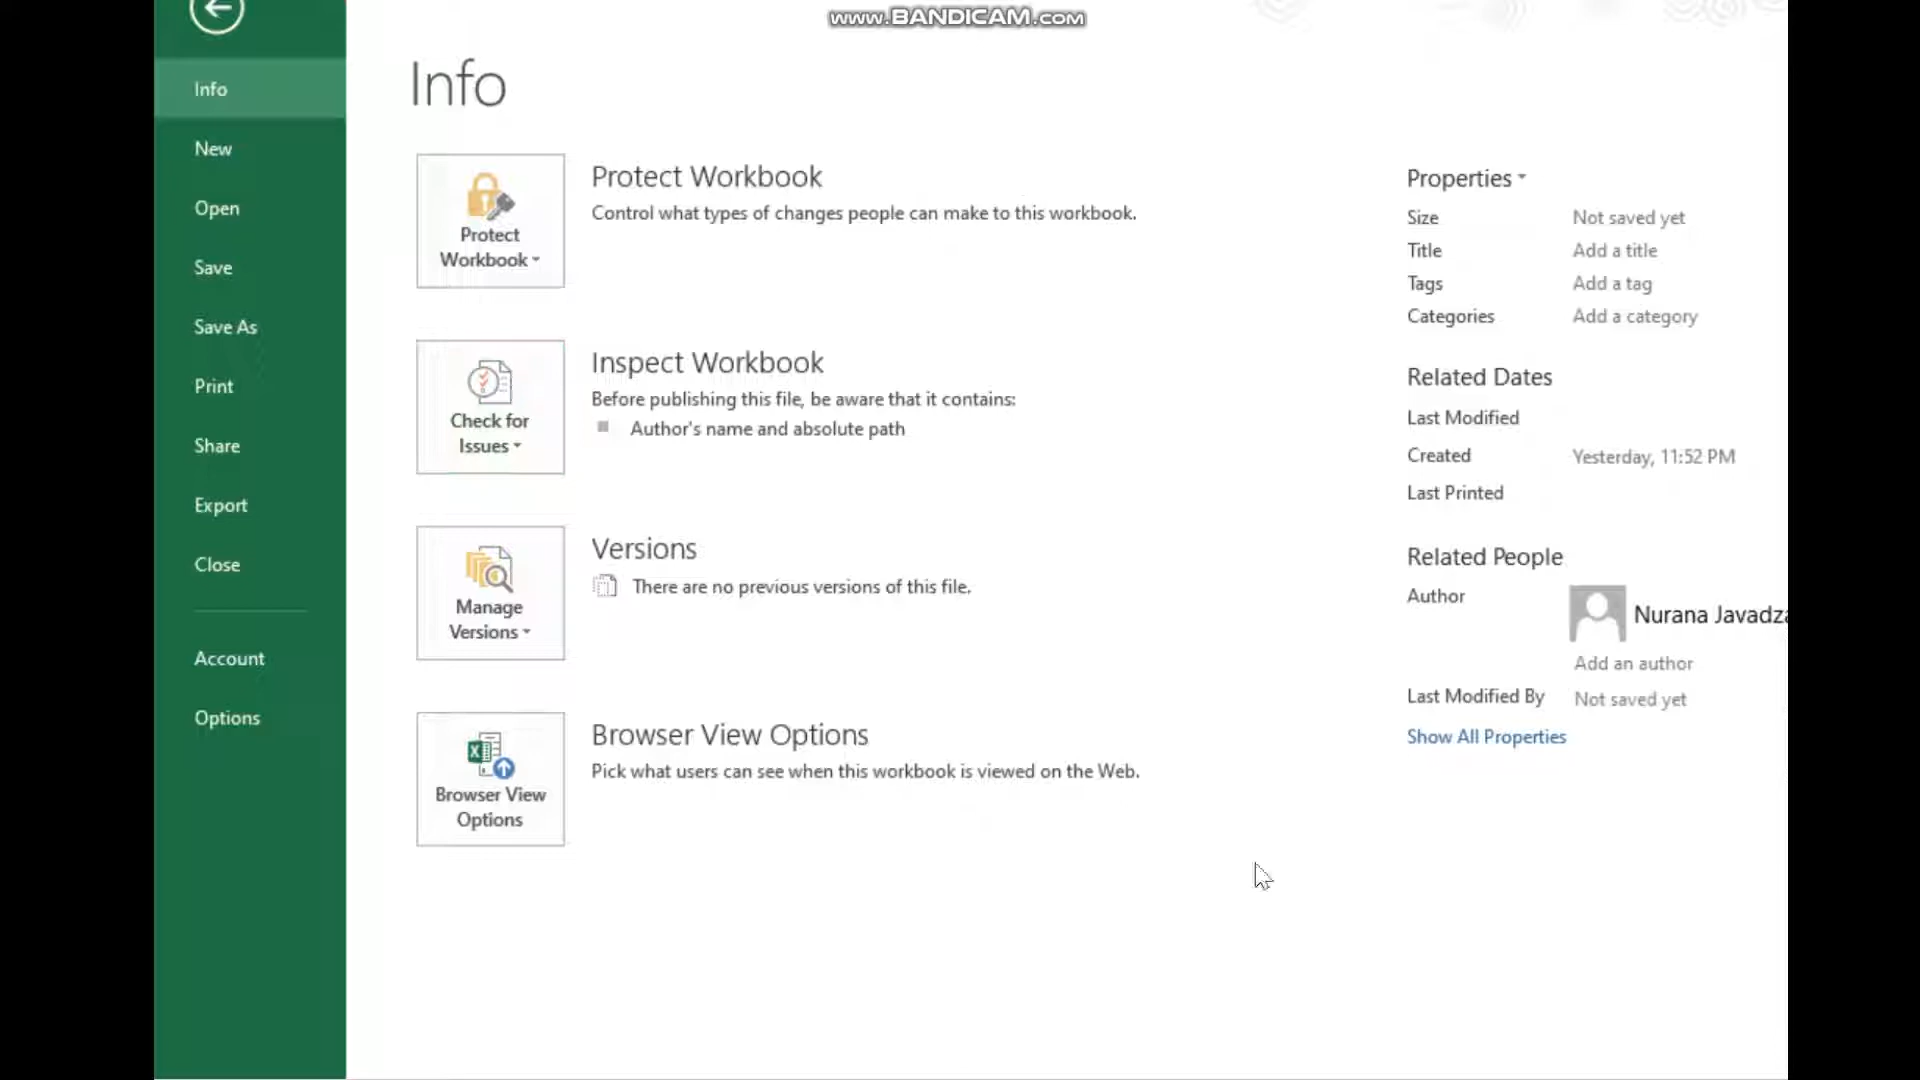 www.BANDICAM.com
Info
New
Open
Save
Save As
Print
Share
Export
Close
Account
Options
Info
Protect
Workbook
Protect Workbook
Control what types of changes people can make to this workbook.
Check for
Issues
Inspect Workbook
Before publishing this file, be aware that it contains:
Author's name and absolute path
Manage
Versions
Versions
There are no previous versions of this file.
Browser View
Options
Browser View Options
Pick what users can see when this workbook is viewed on the Web.
Properties
Size Not saved yet
Title Add a title
Tags Add a tag
Categories Add a category
Related Dates
Last Modified
Created Yesterday, 11:52 PM
Last Printed
Related People
Author Nurana Javadza
Add an author
Last Modified By Not saved yet
Show All Properties